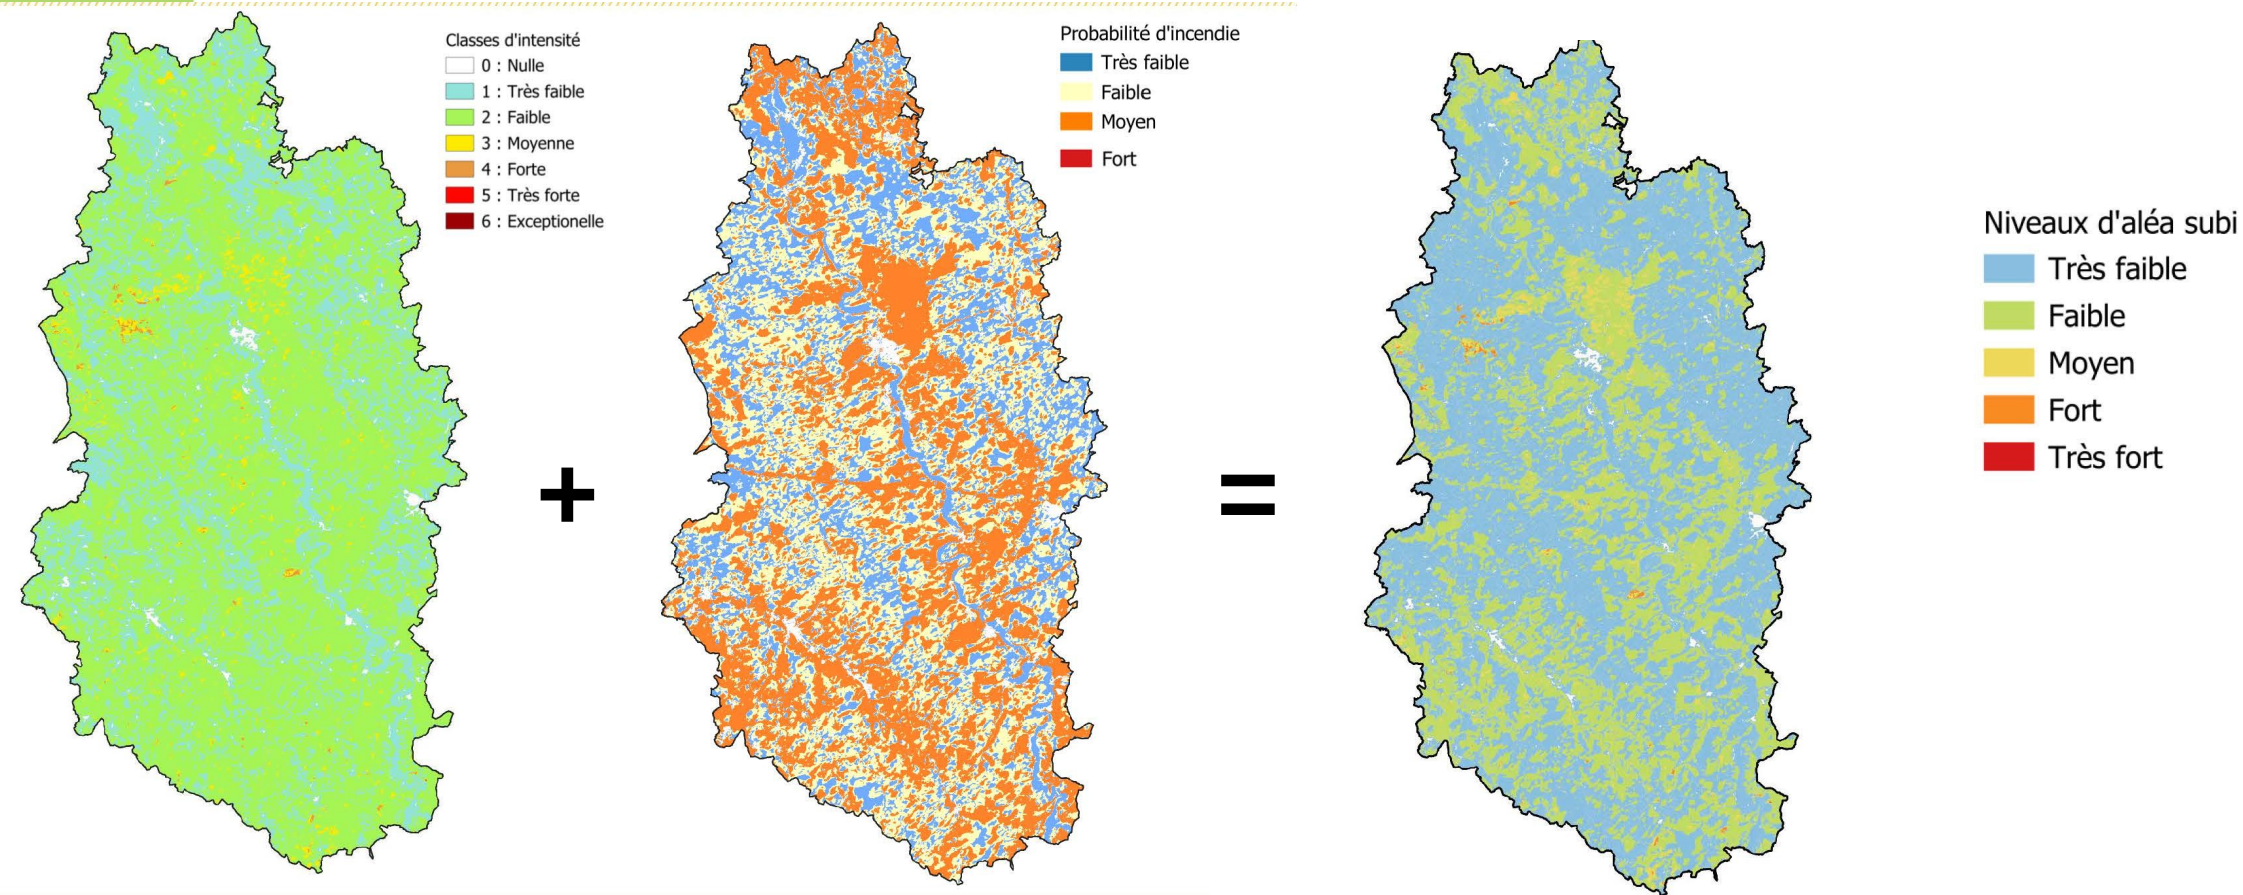 Classes d'intensité
0 : Nulle
1 : Très faible
2 : Faible
3 : Moyenne
4 : Forte
5 : Très forte
6 : Exceptionelle
+
Probabilité d'incendie
Très faible
Faible
Moyen
Fort
=
Niveaux d'aléa subi
Très faible
Faible
Moyen
Fort
Très fort